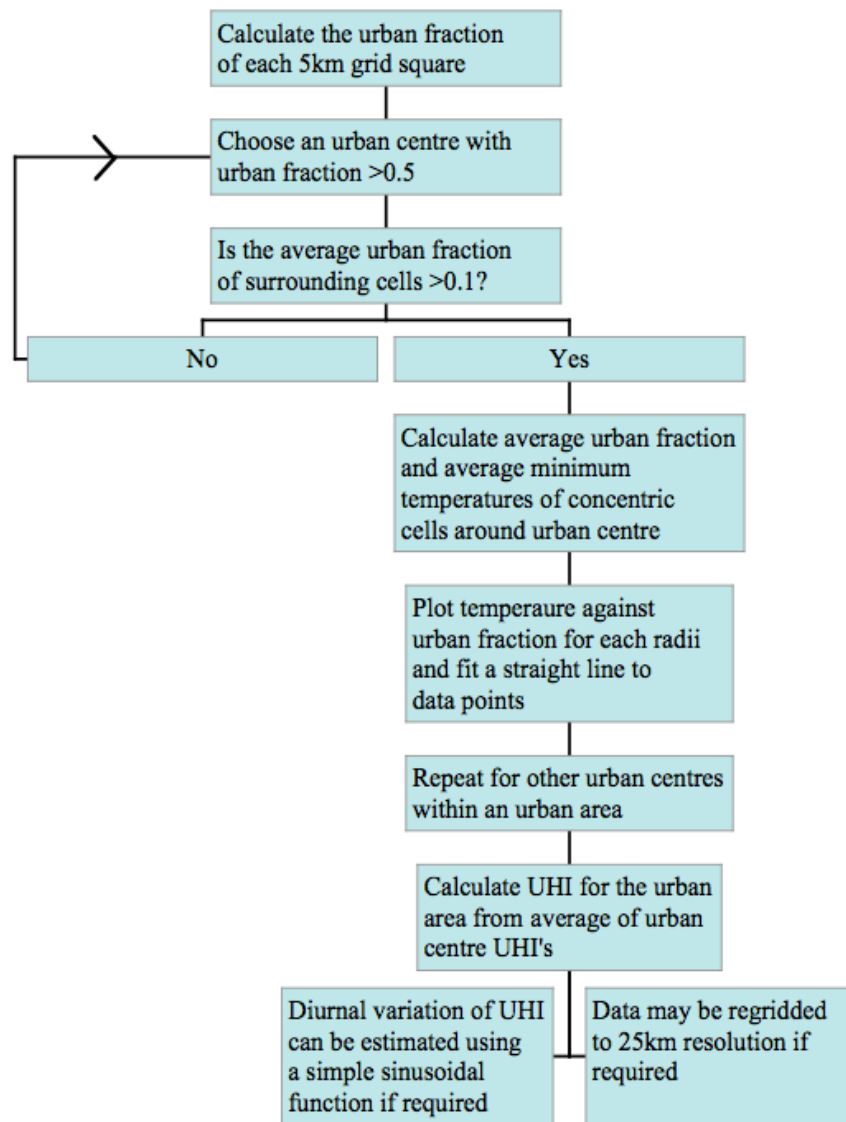 Calculate the urban fraction
of each 5km grid square
Choose an urban centre with
urban fraction >0.5
Is the average urban fraction
of surrounding cells >0.1?
No
Yes
Calculate average urban fraction
and average minimum
temperatures of concentric
cells around urban centre
Plot temperaure against
urban fraction for each radii
and fit a straight line to
data points
Repeat for other urban centres
within an urban area
Calculate UHI for the urban
area from average of urban
centre UHI's
Diurnal variation of UHI
can be estimated using
a simple sinusoidal
function if required
Data may be regridded
to 25km resolution if
required